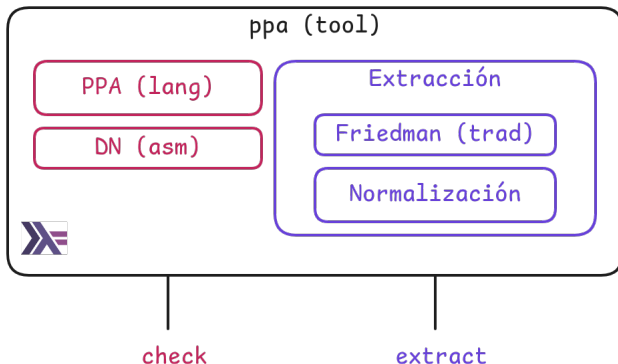 ppa (tool)
PPA (lang)
DN (asm)
Extracción
Friedman (trad)
Normalización
check
extract